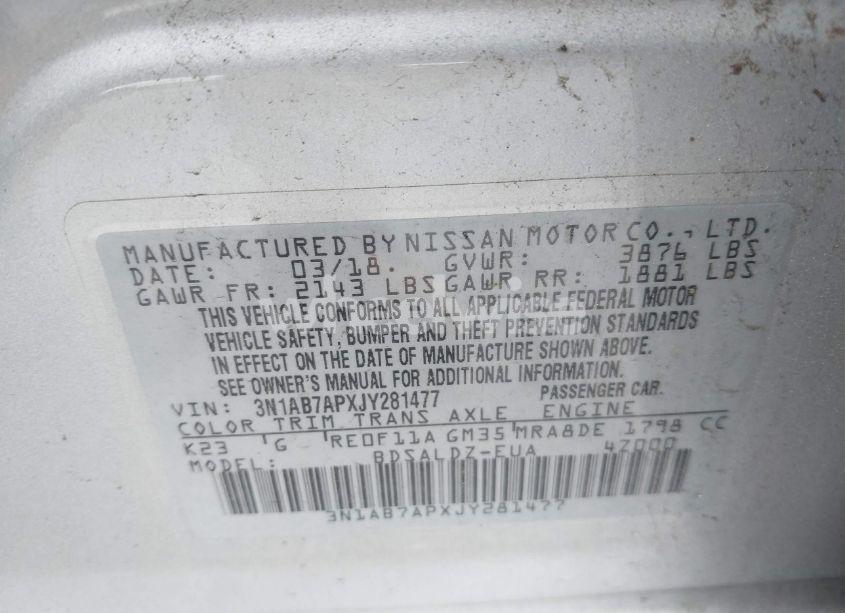 MANUFACTURED BY NISSAN MOTOR CO., LTD.
DATE: 03/18. GVWR: 3876 LBS
GAWR FR: 2143 LBS GAWR RR: 1881 LBS
THIS VEHICLE CONFORMS TO ALL APPLICABLE FEDERAL MOTOR
VEHICLE SAFETY, BUMPER AND THEFT PREVENTION STANDARDS
IN EFFECT ON THE DATE OF MANUFACTURE SHOWN ABOVE.
SEE OWNER'S MANUAL FOR ADDITIONAL INFORMATION.
VIN: 3N1AB7APXJY281477 PASSENGER CAR.
COLOR TRIM TRANS AXLE ENGINE
K23 G RE0F11A GM35 MRA8DE 1798 CC
MODEL: BDSALDZ-EUA 4Z000
3N1AB7APXJY281477